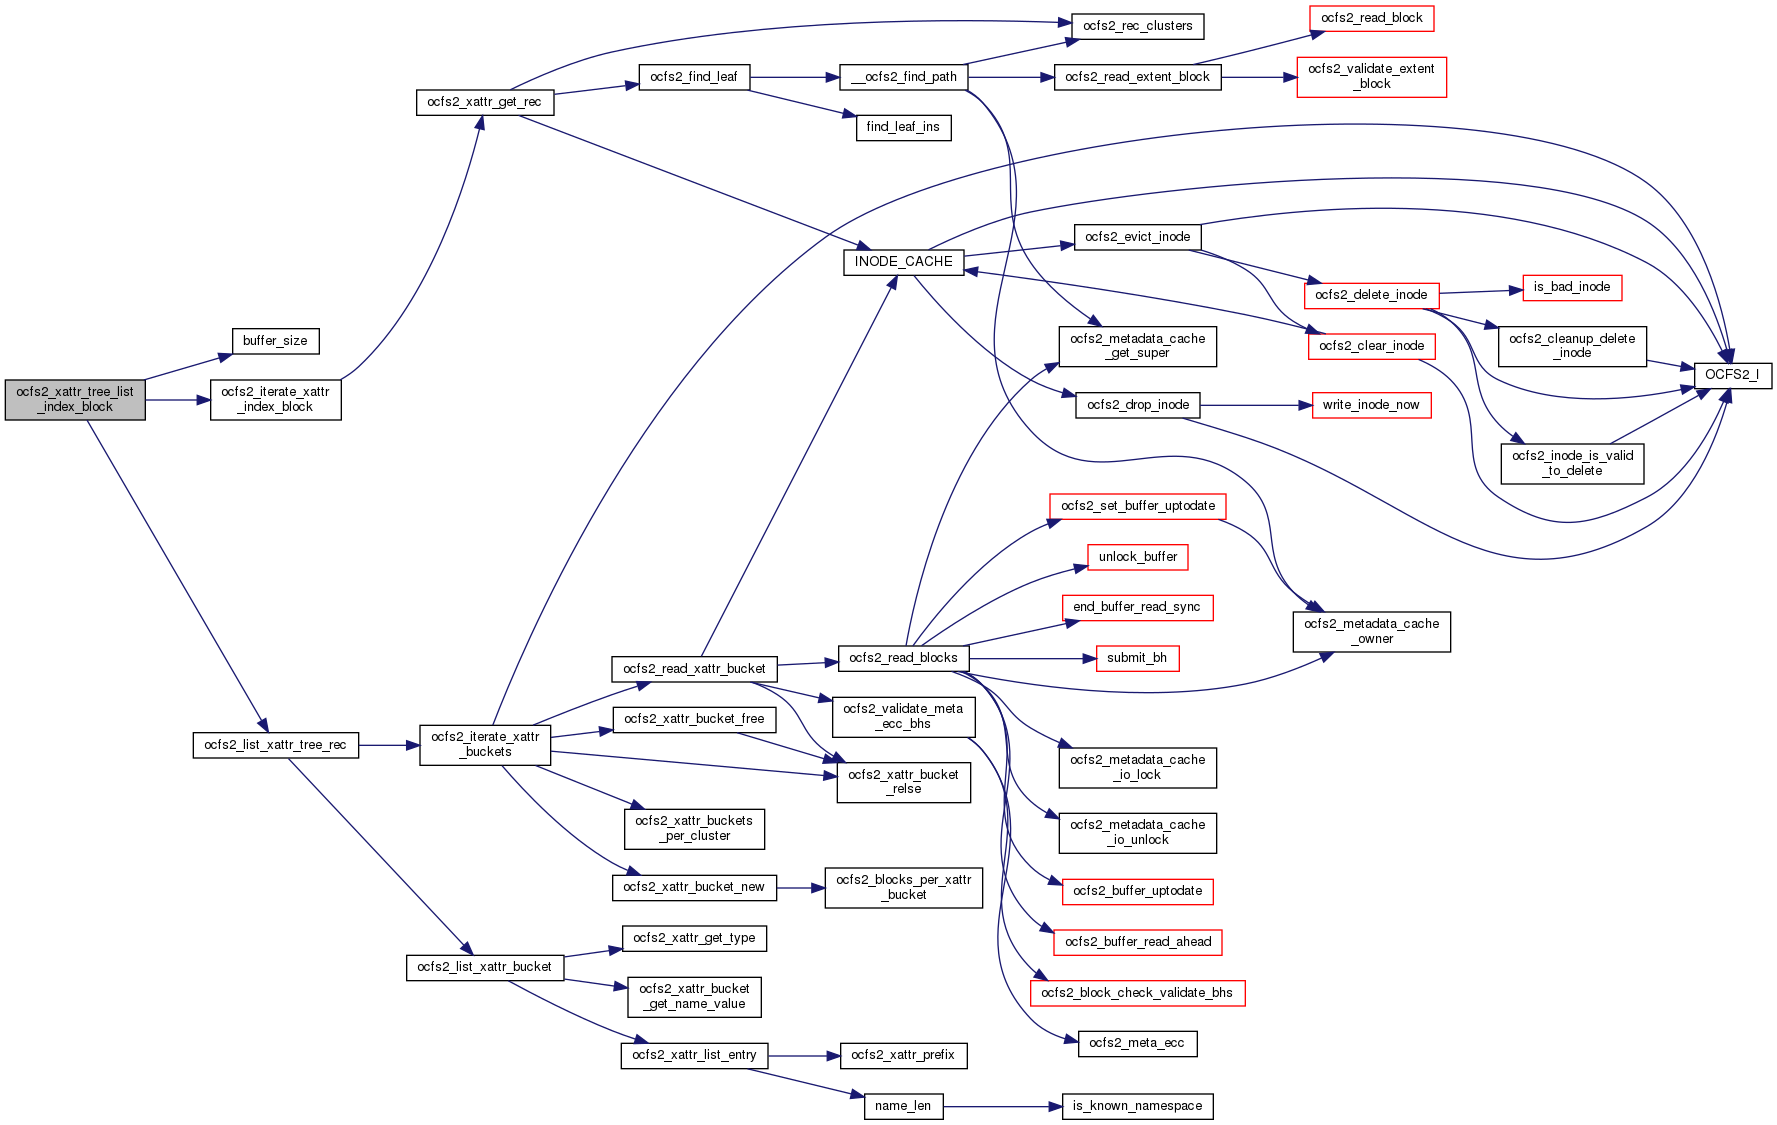 ocfs2_xattr_tree_list
_index_block
buffer_size
ocfs2_iterate_xattr
_index_block
ocfs2_list_xattr_tree_rec
ocfs2_xattr_get_rec
ocfs2_iterate_xattr
_buckets
ocfs2_list_xattr_bucket
ocfs2_find_leaf
ocfs2_read_xattr_bucket
ocfs2_xattr_bucket_free
ocfs2_xattr_buckets
_per_cluster
ocfs2_xattr_bucket_new
ocfs2_xattr_get_type
ocfs2_xattr_bucket
_get_name_value
ocfs2_xattr_list_entry
__ocfs2_find_path
find_leaf_ins
INODE_CACHE
ocfs2_read_blocks
ocfs2_validate_meta
_ecc_bhs
ocfs2_xattr_bucket
_relse
ocfs2_blocks_per_xattr
_bucket
ocfs2_xattr_prefix
name_len
ocfs2_rec_clusters
ocfs2_read_extent_block
ocfs2_evict_inode
ocfs2_metadata_cache
_get_super
ocfs2_drop_inode
ocfs2_set_buffer_uptodate
unlock_buffer
end_buffer_read_sync
submit_bh
ocfs2_metadata_cache
_io_lock
ocfs2_metadata_cache
_io_unlock
ocfs2_buffer_uptodate
ocfs2_buffer_read_ahead
ocfs2_block_check_validate_bhs
ocfs2_meta_ecc
is_known_namespace
ocfs2_read_block
ocfs2_validate_extent
_block
ocfs2_delete_inode
ocfs2_clear_inode
write_inode_now
ocfs2_metadata_cache
_owner
is_bad_inode
ocfs2_cleanup_delete
_inode
ocfs2_inode_is_valid
_to_delete
OCFS2_I